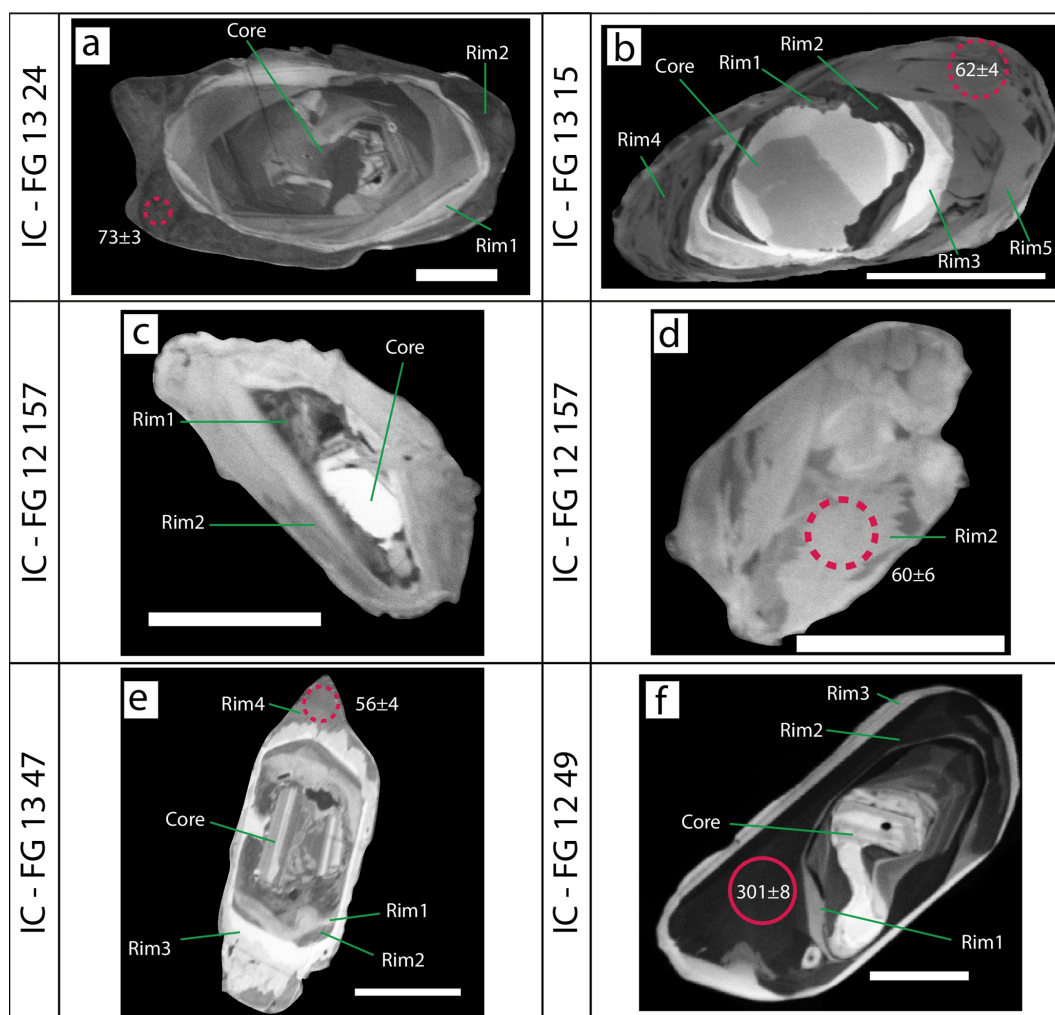 IC - FG 13 24
a
Core
Rim2
73±3
Rim1
IC - FG 13 15
b
Rim2
Rim1
62±4
Core
Rim4
Rim3
Rim5
IC - FG 12 157
c
Core
Rim1
Rim2
IC - FG 12 157
d
Rim2
60±6
IC - FG 13 47
e
Rim4
56±4
Core
Rim1
Rim3
Rim2
IC - FG 12 49
f
Rim3
Rim2
Core
301±8
Rim1